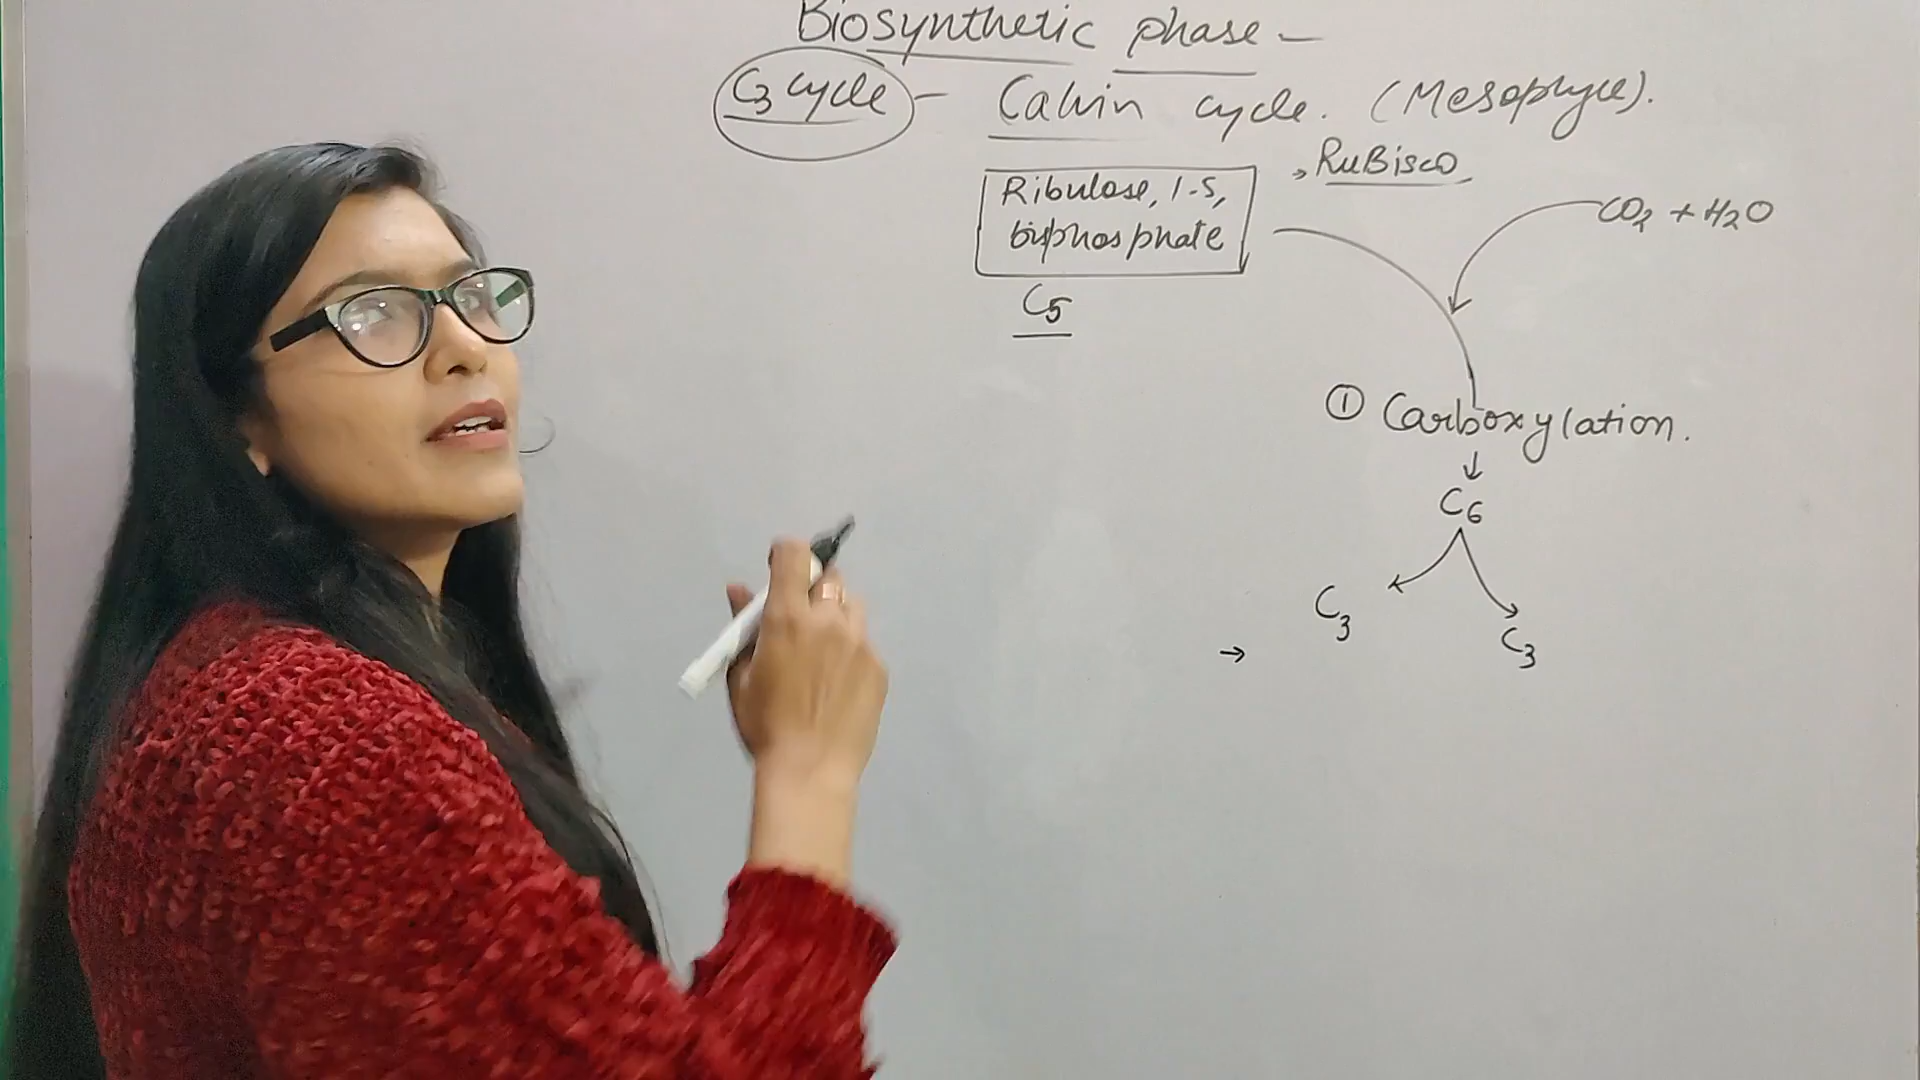 Biosynthetic phase -
C3 cycle - Calvin cycle. (Mesophyll).
→ RuBisco
Ribulose, 1-5,
bisphosphate
CO2 + H2O
C5
① Carboxylation.
↓
C6
C3
→ C3